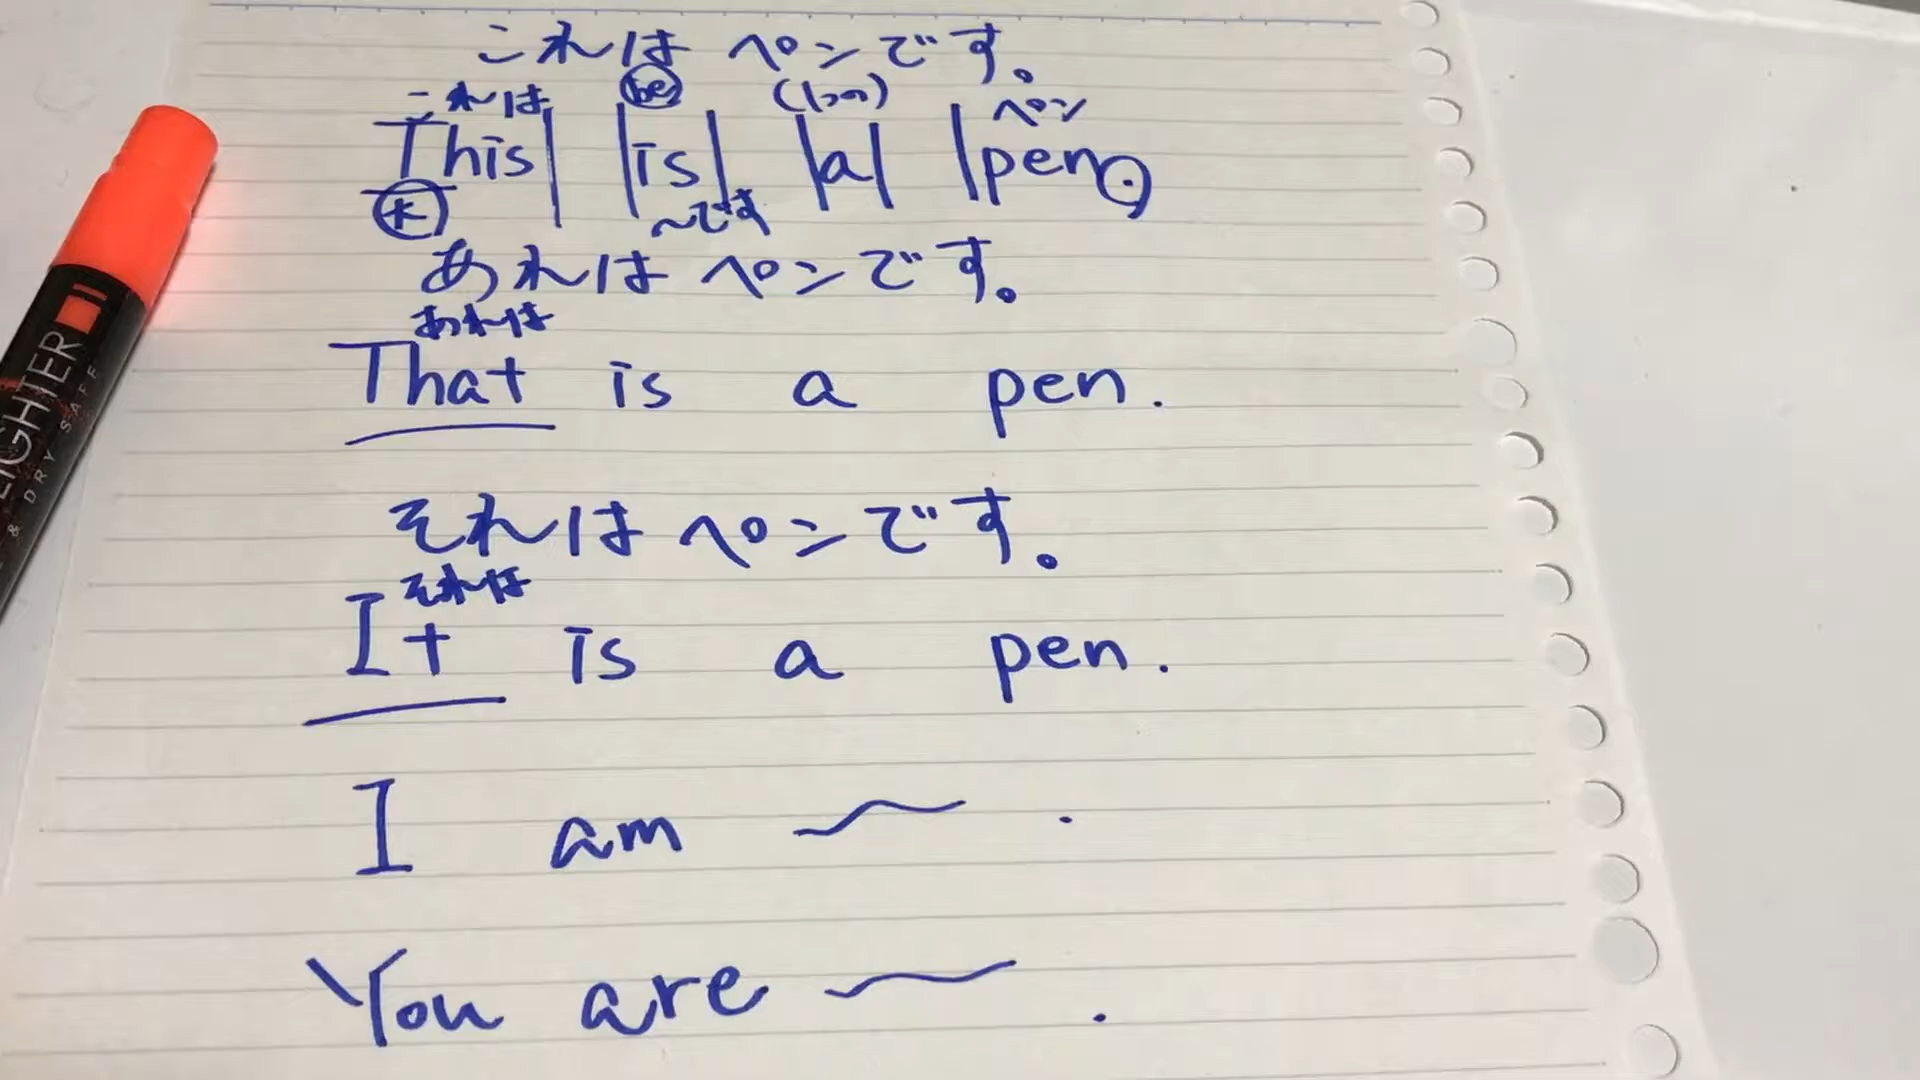 これは ペンです。
これは be (1つの) ペン
This is a pen.
大 ~です
あれは ペンです。
あれは
That is a pen.
それは ペンです。
それは
It is a pen.
I am ~ .
You are ~ .
LIGHTER
& DRY SAFE